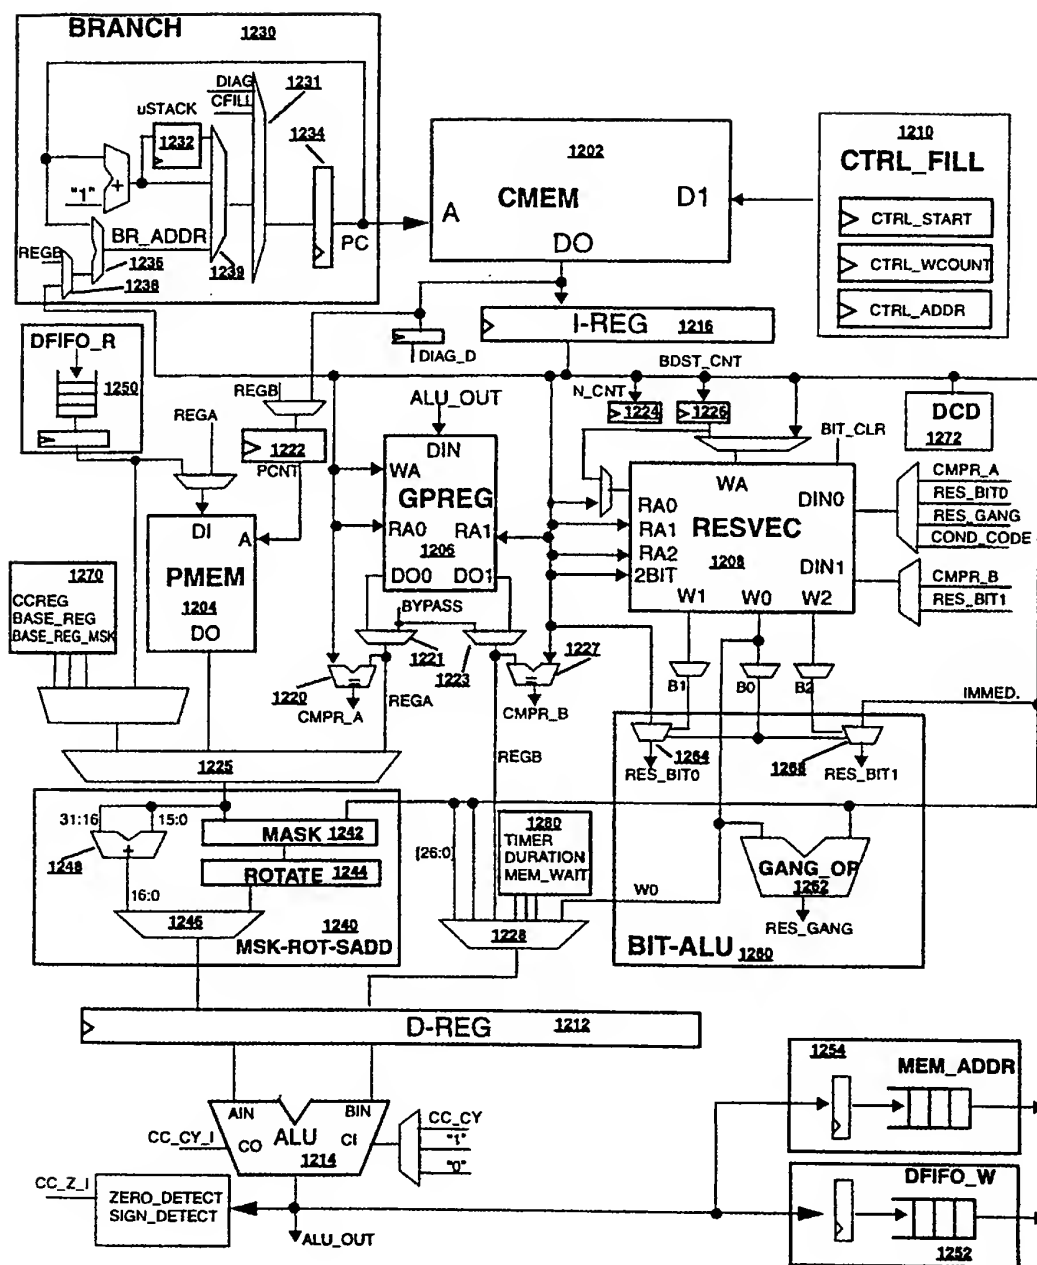 BRANCH 1230
DIAG
CFILL
1231
uSTACK
1232
1234
"1"
+
BR_ADDR
REGB
1236
1238
1239
PC
1202
CMEM
A
D1
DO
1210
CTRL_FILL
CTRL_START
CTRL_WCOUNT
CTRL_ADDR
I-REG 1216
DIAG_D
DFIFO_R
1250
REGA
REGB
1222
PCNT
ALU_OUT
N_CNT
BDST_CNT
1224
1226
BIT_CLR
DCD
1272
DIN
WA
GPREG
RA0
RA1
1206
DO0 DO1
BYPASS
WA
DIN0
RA0
RA1
RESVEC
RA2
1208
2BIT
DIN1
W1 W0 W2
CMPR_A
RES_BIT0
RES_GANG
COND_CODE
CMPR_B
RES_BIT1
DI
A
PMEM
1204
DO
1270
CCREG
BASE_REG
BASE_REG_MSK
1221
1223
1227
1220
=
=
CMPR_A
REGA
CMPR_B
REGB
B1
B0
B2
IMMED.
1264
1268
RES_BIT0
RES_BIT1
1225
31:16
15:0
MASK 1242
1248
+
ROTATE 1244
16:0
1246
1240
MSK-ROT-SADD
[26:0]
1280
TIMER
DURATION
MEM_WAIT
W0
1228
GANG_OP
1262
RES_GANG
BIT-ALU 1260
D-REG 1212
AIN
BIN
CC_CY_I
CO
ALU
CI
1214
CC_CY
"1"
"0"
CC_Z_I
ZERO_DETECT
SIGN_DETECT
ALU_OUT
1254
MEM_ADDR
DFIFO_W
1252